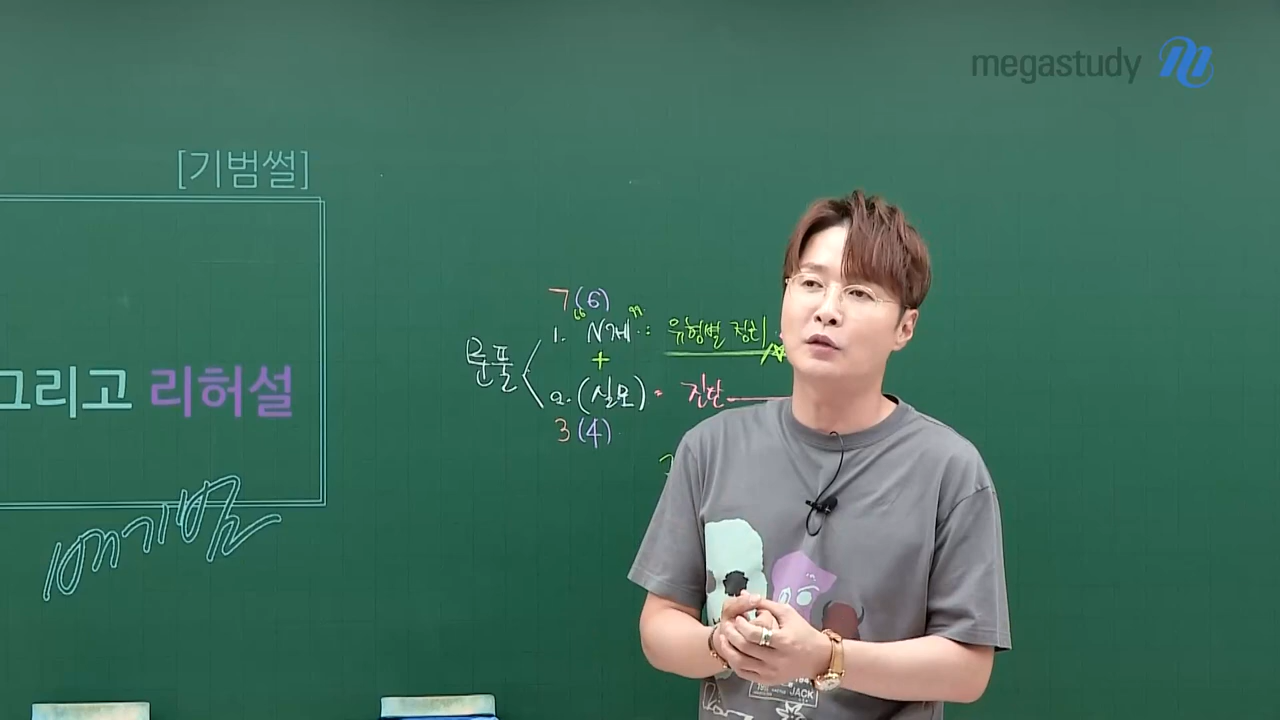 megastudy
[기범썰]
그리고 리허설
7(6)
1. N제 : 유형별 정리
문풀
+
2. (실모) = 진단
3(4)
JACK